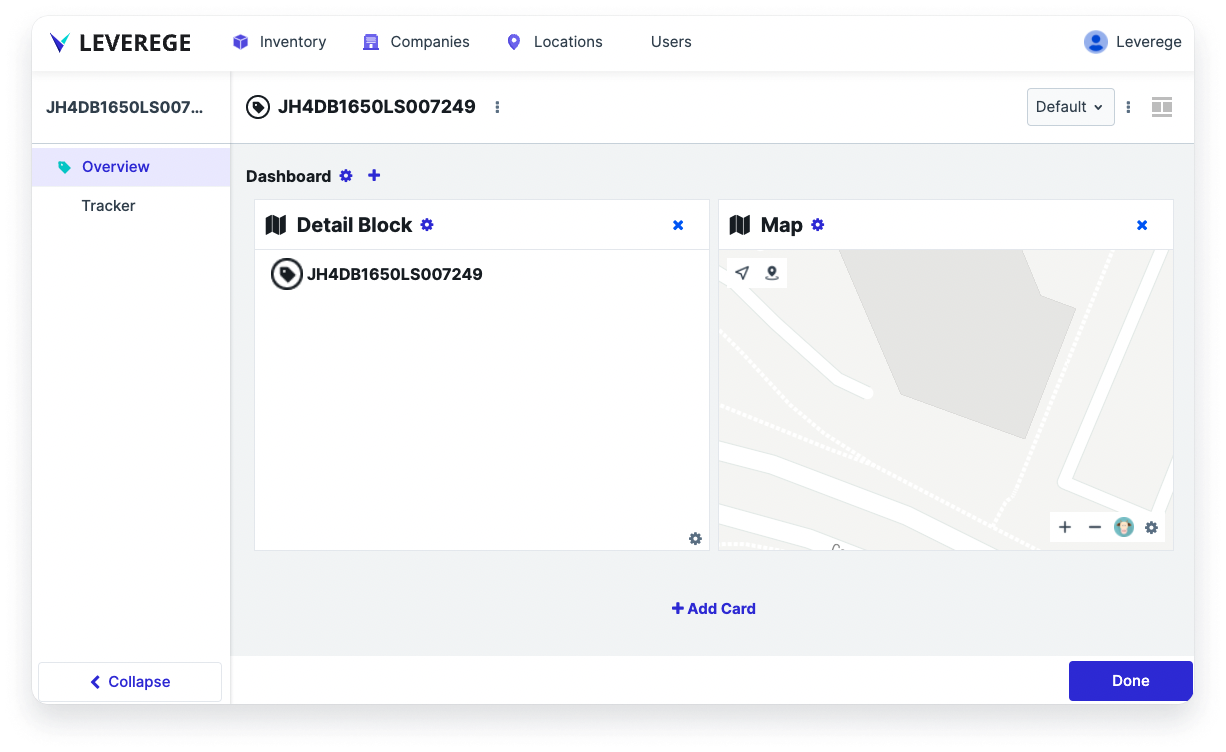 LEVEREGE
Inventory
Companies
Locations
Users
Leverege
JH4DB1650LS007...
JH4DB1650LS007249
Default
Overview
Tracker
Dashboard
Detail Block
Map
JH4DB1650LS007249
Add Card
Collapse
Done